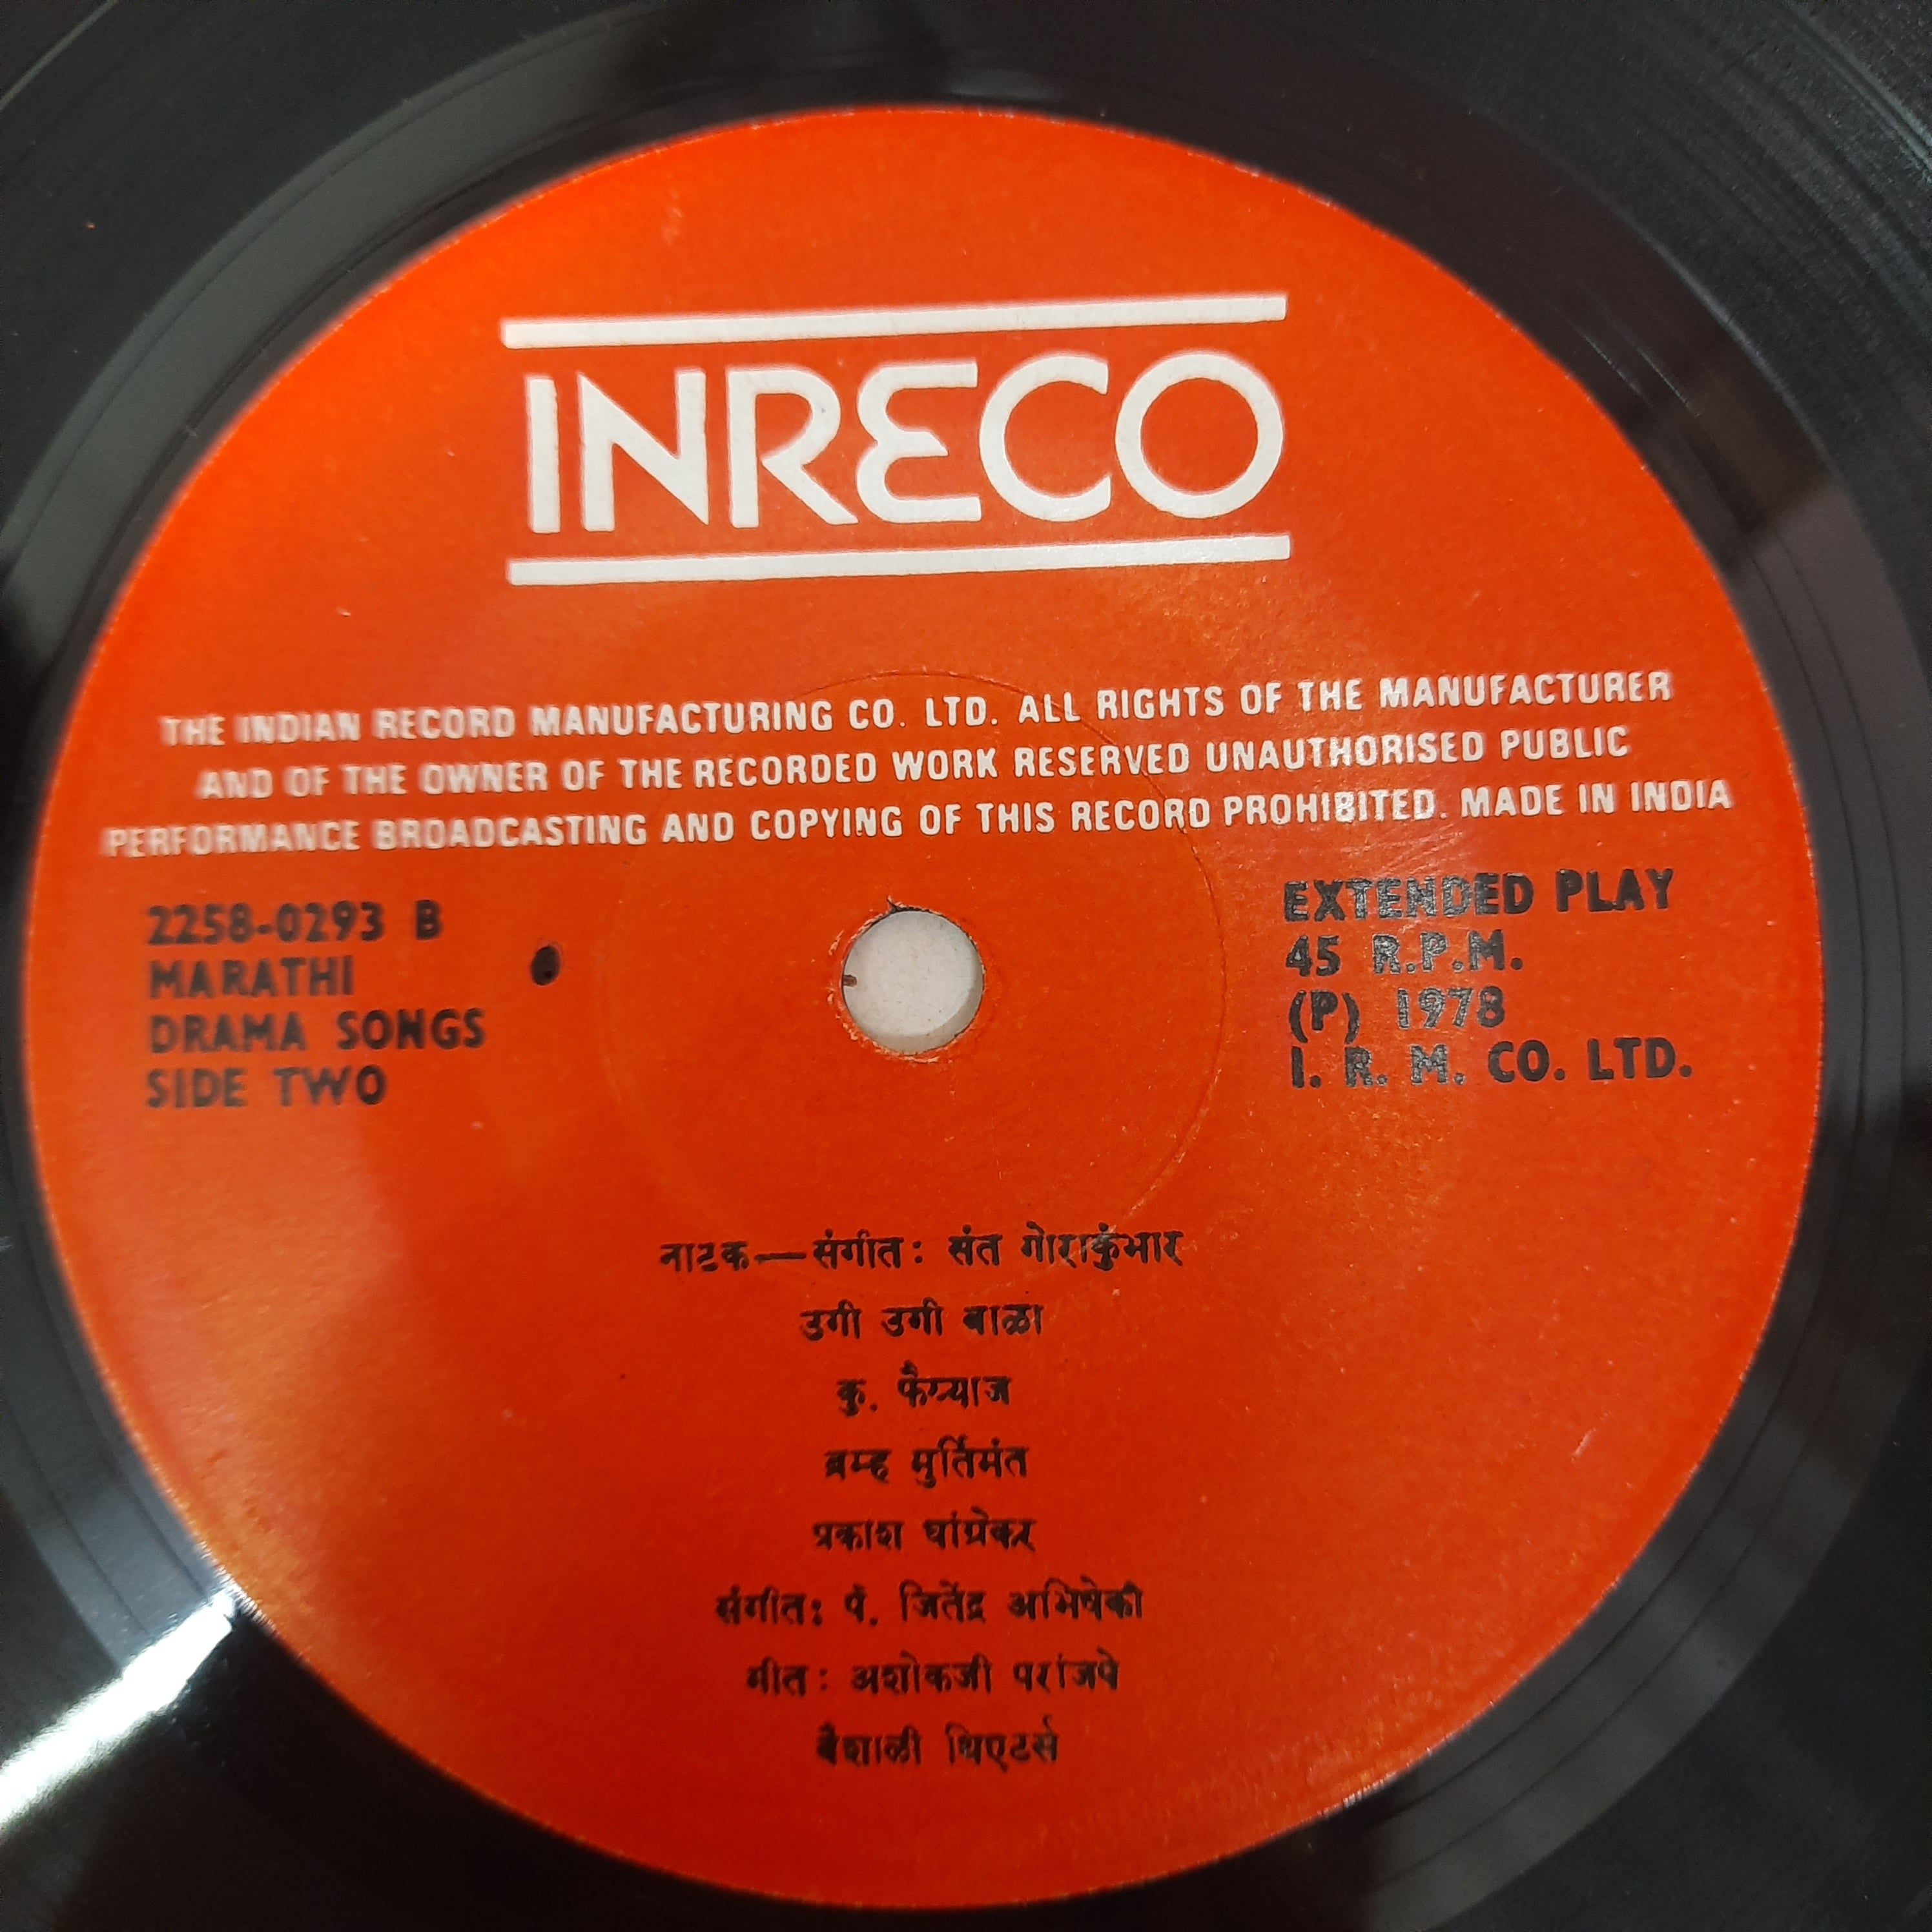 INRECO
THE INDIAN RECORD MANUFACTURING CO. LTD. ALL RIGHTS OF THE MANUFACTURER
AND OF THE OWNER OF THE RECORDED WORK RESERVED UNAUTHORISED PUBLIC
PERFORMANCE BROADCASTING AND COPYING OF THIS RECORD PROHIBITED. MADE IN INDIA
2258-0293 B
MARATHI
DRAMA SONGS
SIDE TWO
EXTENDED PLAY
45 R.P.M.
(P) 1978
I. R. M. CO. LTD.
नाटक—संगीत: संत गोराकुंभार
उगी उगी बाळा
कु. फैय्याज
ब्रम्ह मुर्तिमंत
प्रकाश घांग्रेकर
संगीत: पं. जितेंद्र अभिषेकी
गीत: अशोकजी परांजपे
वैशाळी थिएटर्स